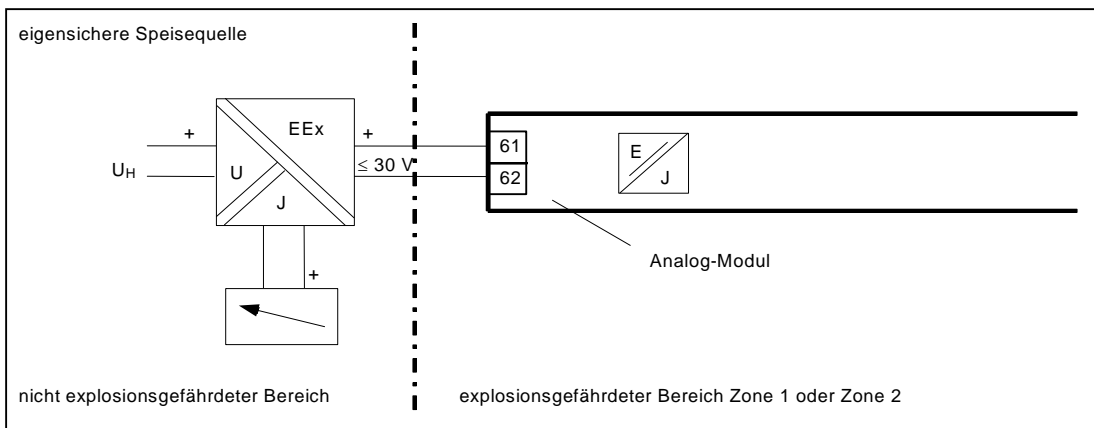 eigensichere Speisequelle
EEx
+
+
61
E
J
U
≤ 30 V
62
UH
J
Analog-Modul
+
nicht explosionsgefährdeter Bereich
explosionsgefährdeter Bereich Zone 1 oder Zone 2